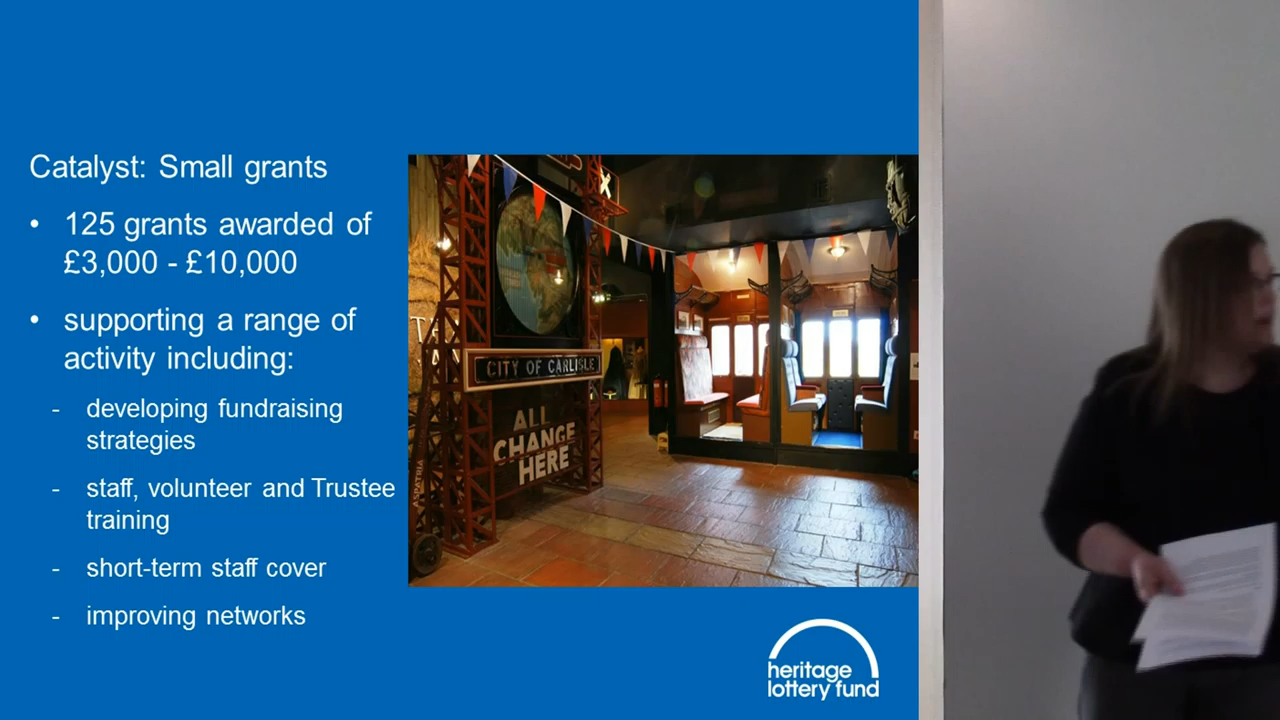 Catalyst: Small grants
• 125 grants awarded of
£3,000 - £10,000
• supporting a range of
activity including:
- developing fundraising
strategies
- staff, volunteer and Trustee
training
- short-term staff cover
- improving networks
CITY OF CARLISLE
ALL
CHANGE
HERE
ASPATRIA
heritage
lottery fund